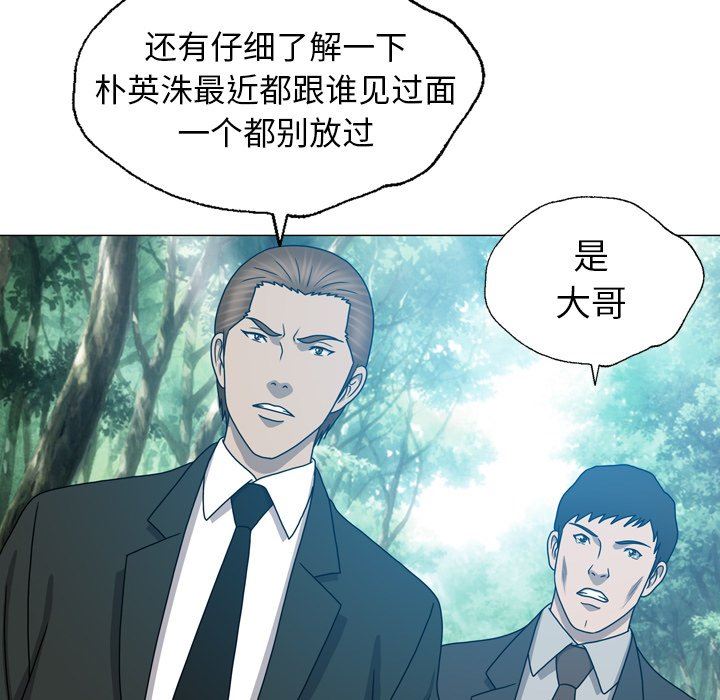 还有仔细了解一下
朴英洙最近都跟谁见过面
一个都别放过
是
大哥